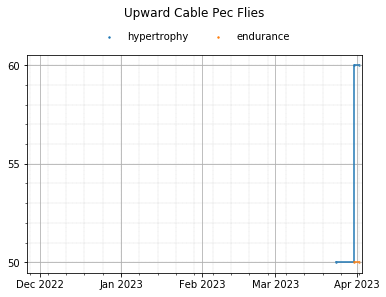 Upward Cable Pec Flies
hypertrophy endurance
60
55
50
Dec 2022 Jan 2023 Feb 2023 Mar 2023 Apr 2023